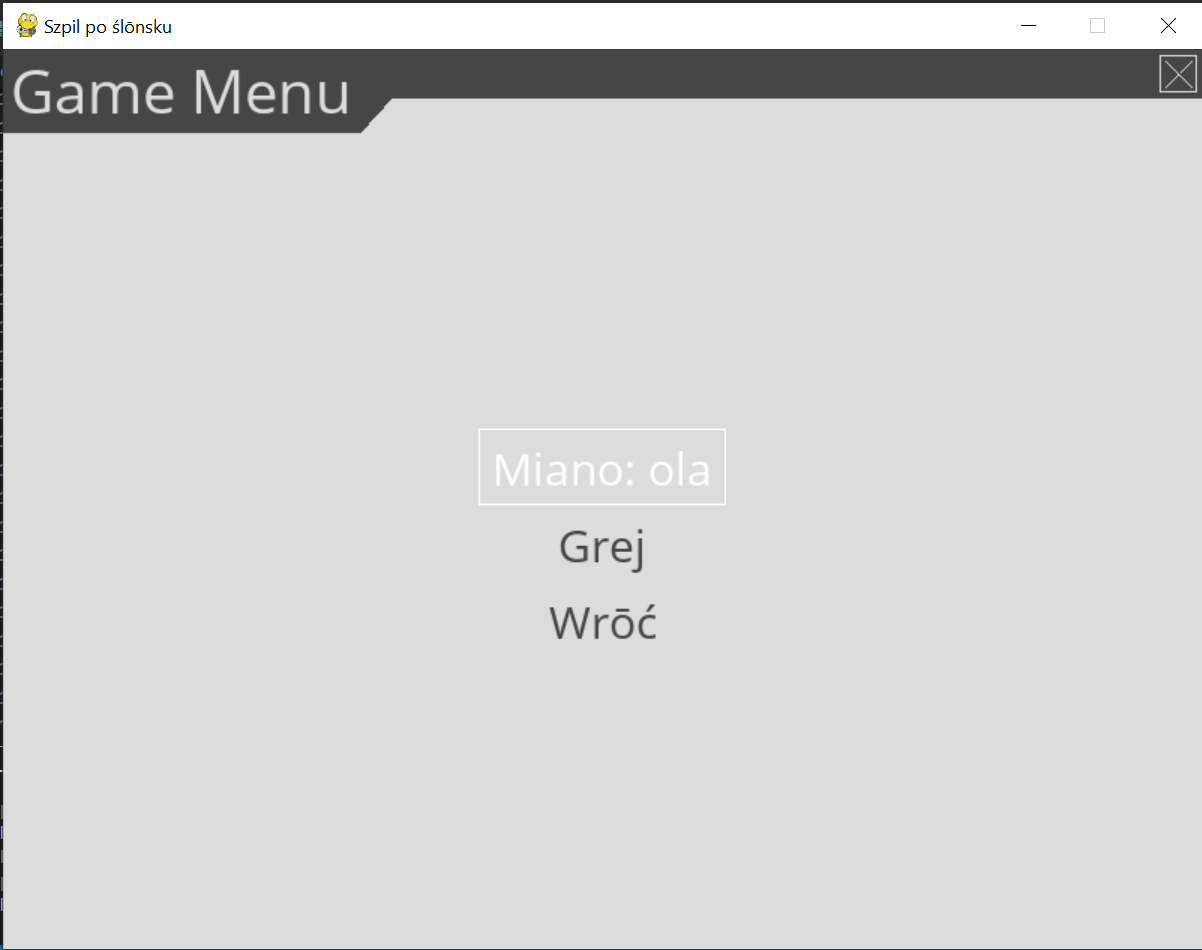 Szpil po ślōnsku
Game Menu
Miano: ola
Grej
Wrōć